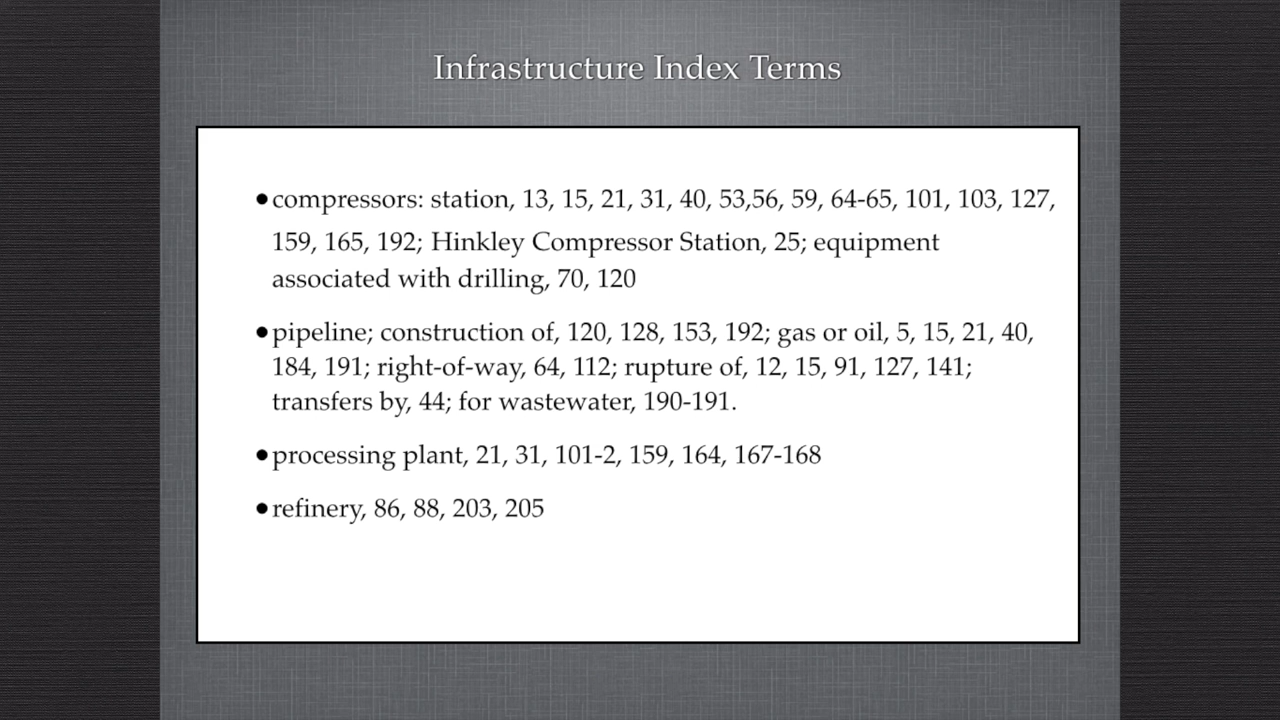 Infrastructure Index Terms
•compressors: station, 13, 15, 21, 31, 40, 53,56, 59, 64-65, 101, 103, 127,
159, 165, 192; Hinkley Compressor Station, 25; equipment
associated with drilling, 70, 120
•pipeline; construction of, 120, 128, 153, 192; gas or oil, 5, 15, 21, 40,
184, 191; right-of-way, 64, 112; rupture of, 12, 15, 91, 127, 141;
transfers by, 44; for wastewater, 190-191.
•processing plant, 21, 31, 101-2, 159, 164, 167-168
•refinery, 86, 88, 203, 205